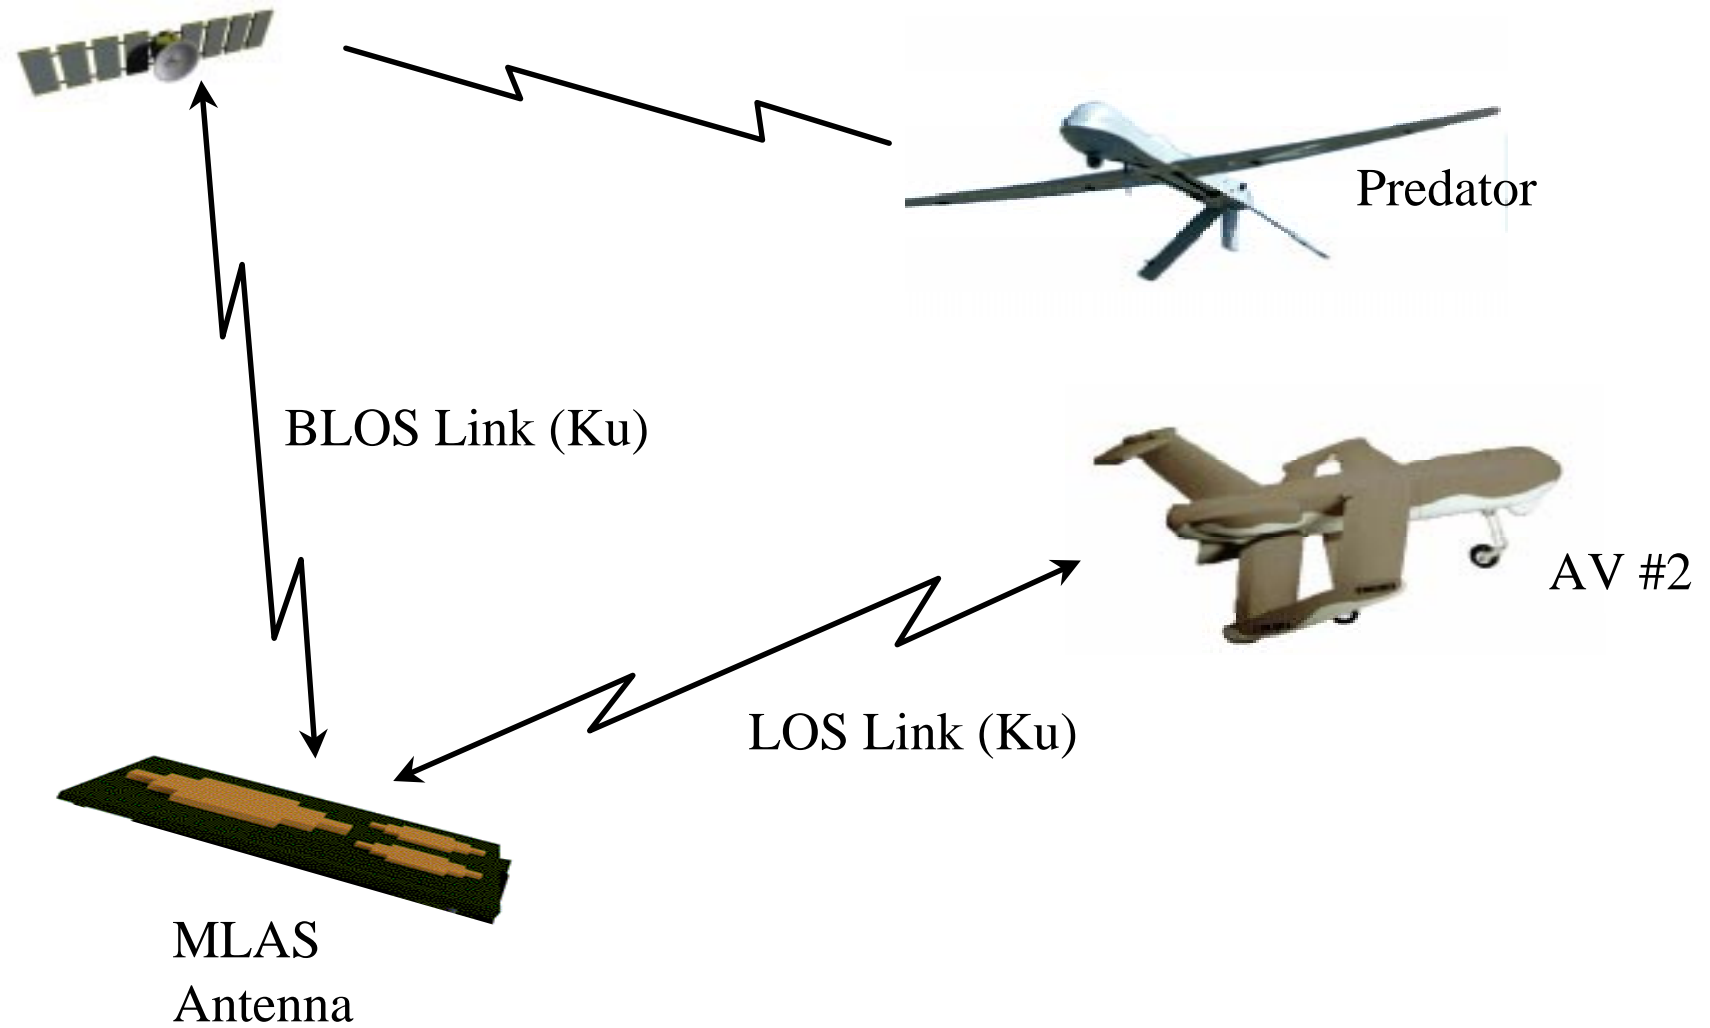 Predator
BLOS Link (Ku)
AV #2
LOS Link (Ku)
MLAS
Antenna